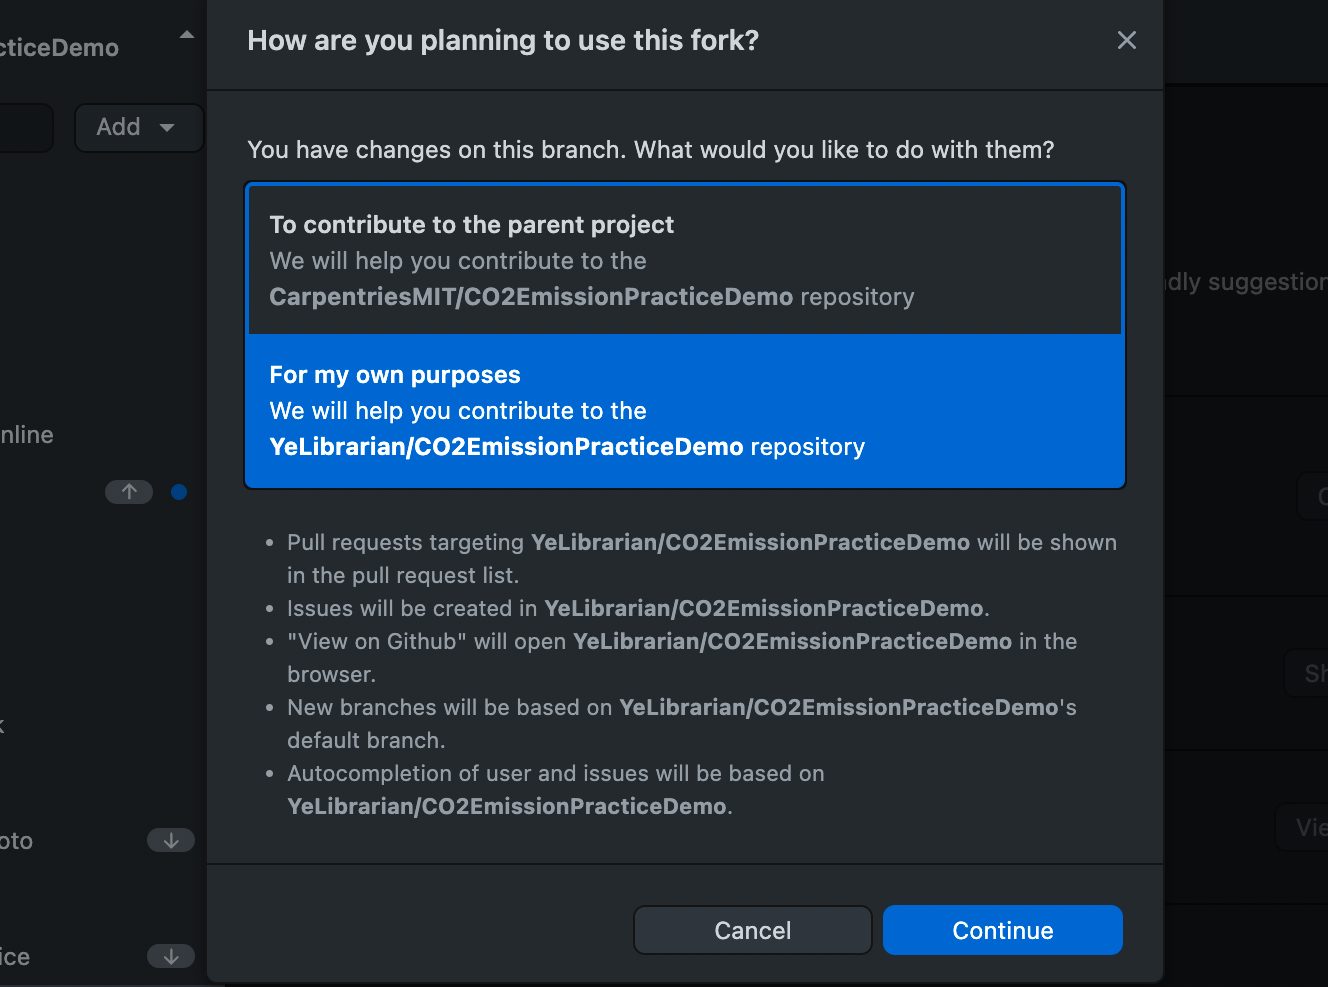 How are you planning to use this fork?
cticeDemo
Add
You have changes on this branch. What would you like to do with them?
To contribute to the parent project
We will help you contribute to the
CarpentriesMIT/CO2EmissionPracticeDemo repository
dly suggestion
For my own purposes
We will help you contribute to the
YeLibrarian/CO2EmissionPracticeDemo repository
nline
Pull requests targeting YeLibrarian/CO2EmissionPracticeDemo will be shown
in the pull request list.
Issues will be created in YeLibrarian/CO2EmissionPracticeDemo.
"View on Github" will open YeLibrarian/CO2EmissionPracticeDemo in the
browser.
New branches will be based on YeLibrarian/CO2EmissionPracticeDemo's
default branch.
Autocompletion of user and issues will be based on
YeLibrarian/CO2EmissionPracticeDemo.
Sh
k
oto
Vie
ice
Cancel
Continue